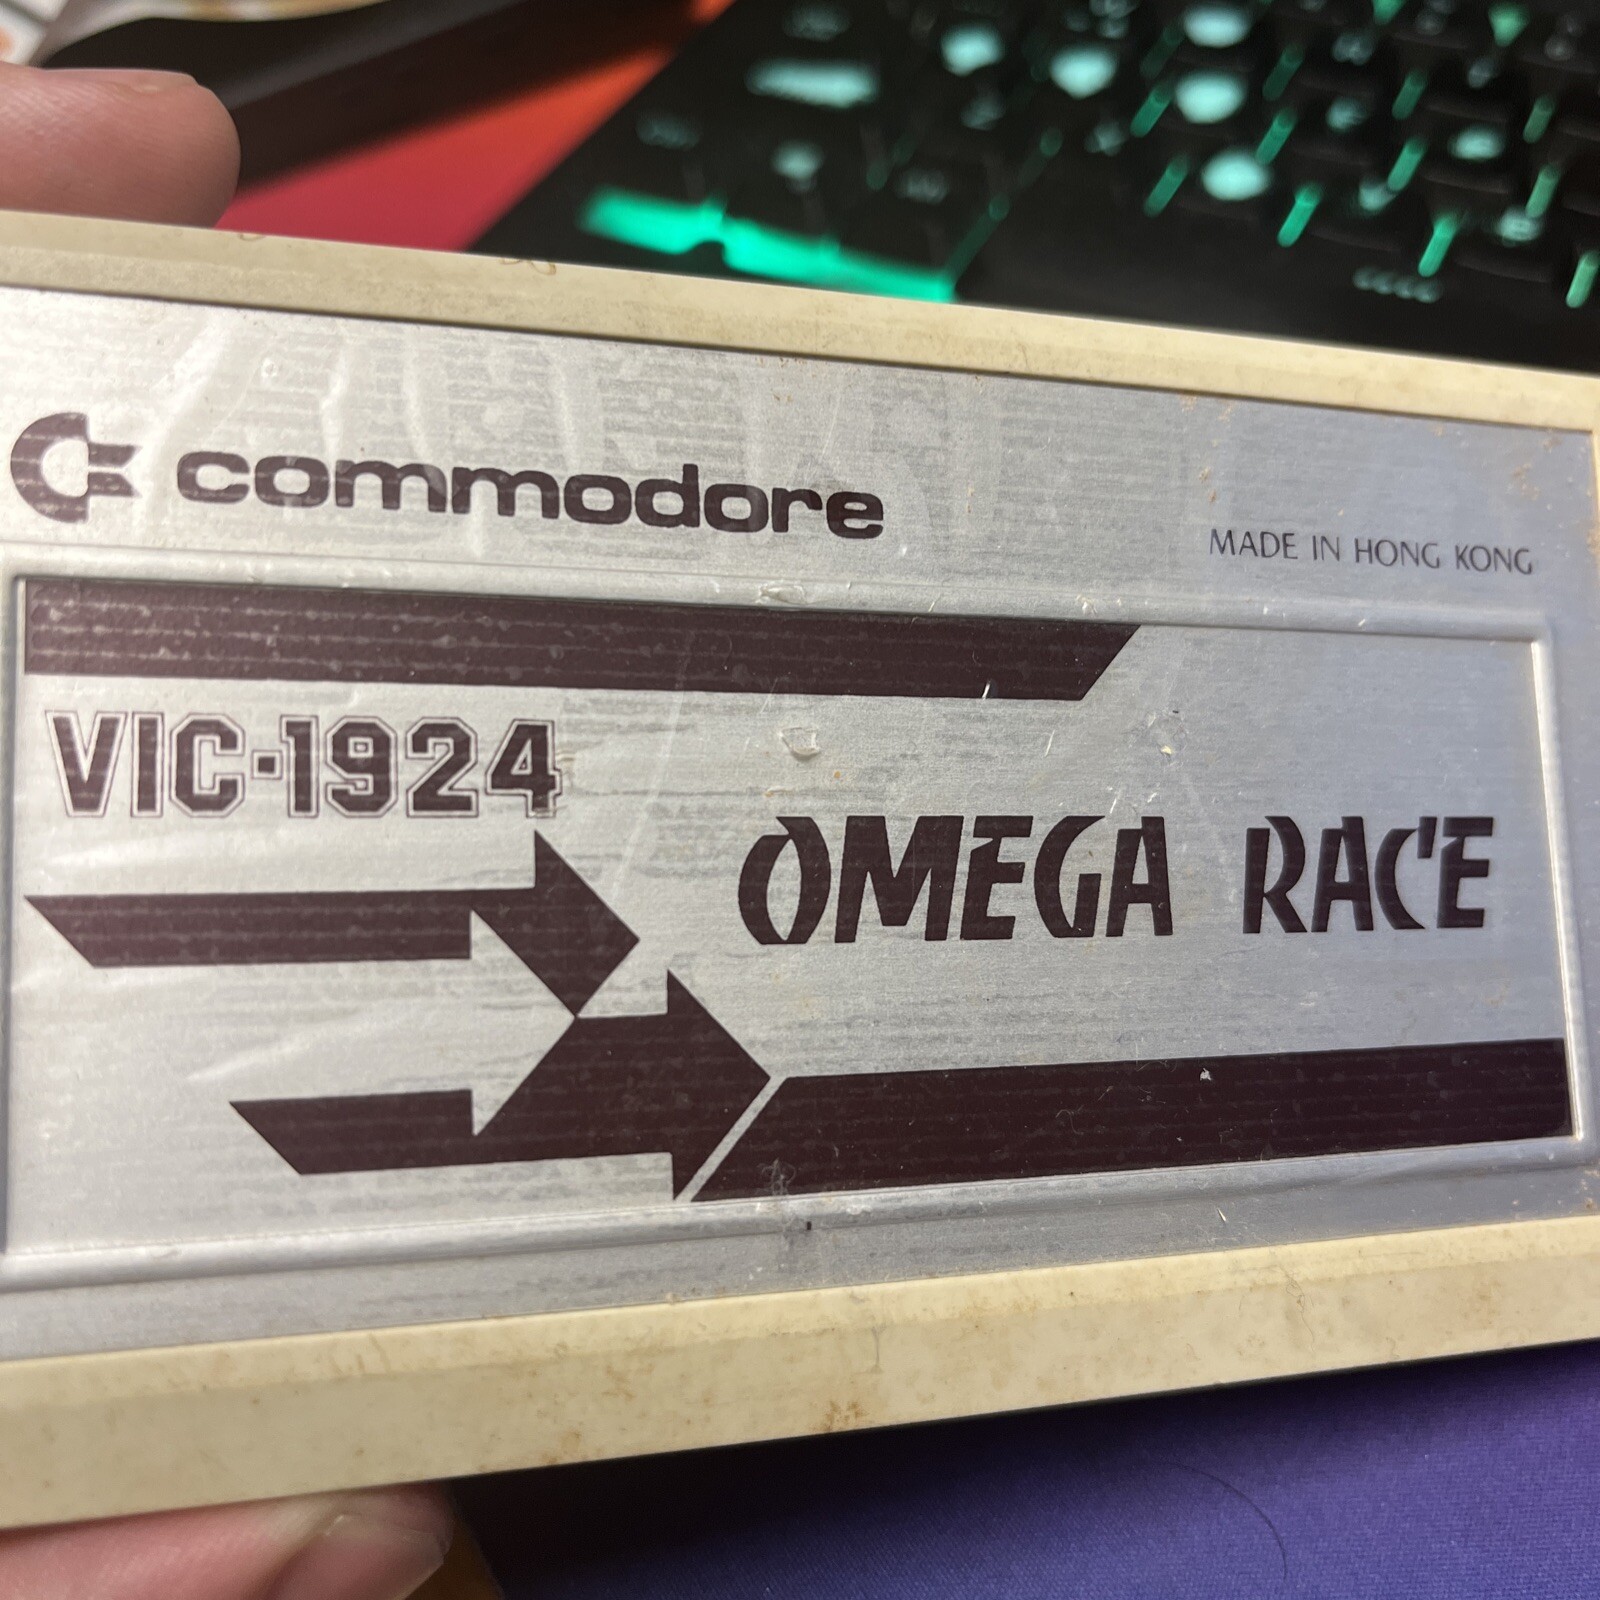 commodore
MADE IN HONG KONG
VIC-1924
OMEGA RACE